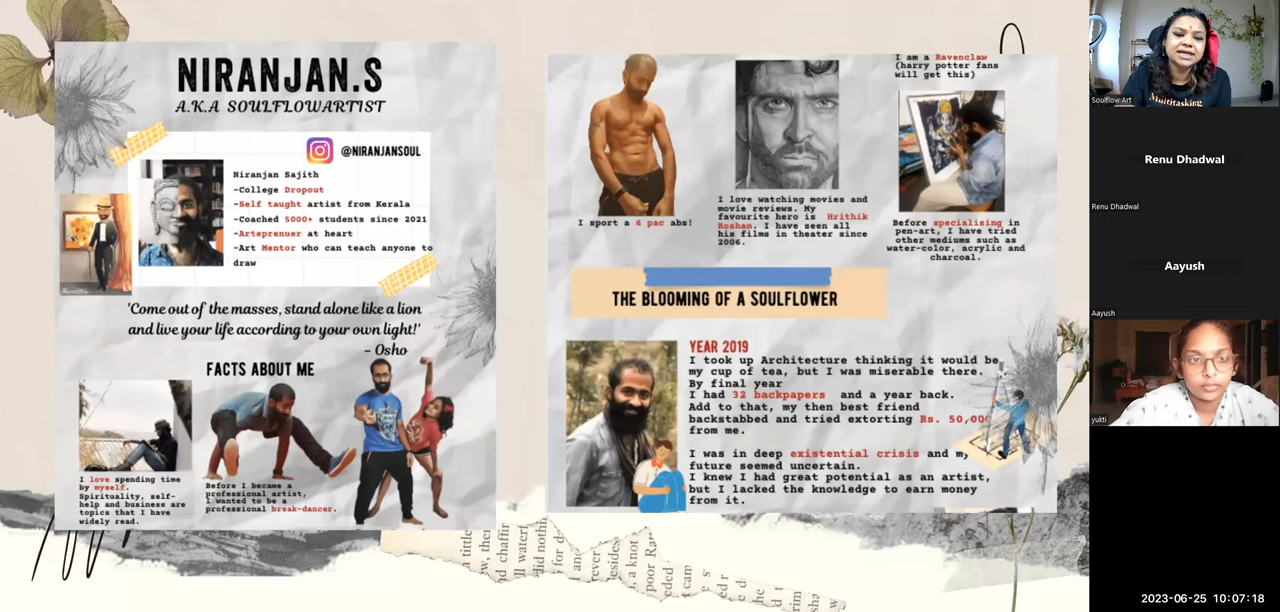 NIRANJAN.S
A.K.A SOULFLOWARTIST
@NIRANJANSOUL
Niranjan Sajith
-College Dropout
-Self taught artist from Kerala
-Coached 5000+ students since 2021
-Arteprenuer at heart
-Art Mentor who can teach anyone to
draw
'Come out of the masses, stand alone like a lion
and live your life according to your own light!'
- Osho
FACTS ABOUT ME
I love spending time
by myself.
Spirituality, self-
help and business are
topics that I have
widely read.
Before I became a
professional artist,
I wanted to be a
professional break-dancer.
I sport a 6 pac abs!
I love watching movies and
movie reviews. My
favourite hero is Hrithik
Roshan. I have seen all
his films in theater since
2006.
I am a Ravenclaw
(harry potter fans
will get this)
Before specialising in
pen-art, I have tried
other mediums such as
water-color, acrylic and
charcoal.
THE BLOOMING OF A SOULFLOWER
YEAR 2019
I took up Architecture thinking it would be
my cup of tea, but I was miserable there.
By final year
I had 32 backpapers and a year back.
Add to that, my then best friend
backstabbed and tried extorting Rs. 50,000
from me.
I was in deep existential crisis and my
future seemed uncertain.
I knew I had great potential as an artist,
but I lacked the knowledge to earn money
from it.
Multitasking
Soulflow Art
Renu Dhadwal
Renu Dhadwal
Aayush
Aayush
yukti
2023-06-25 10:07:18